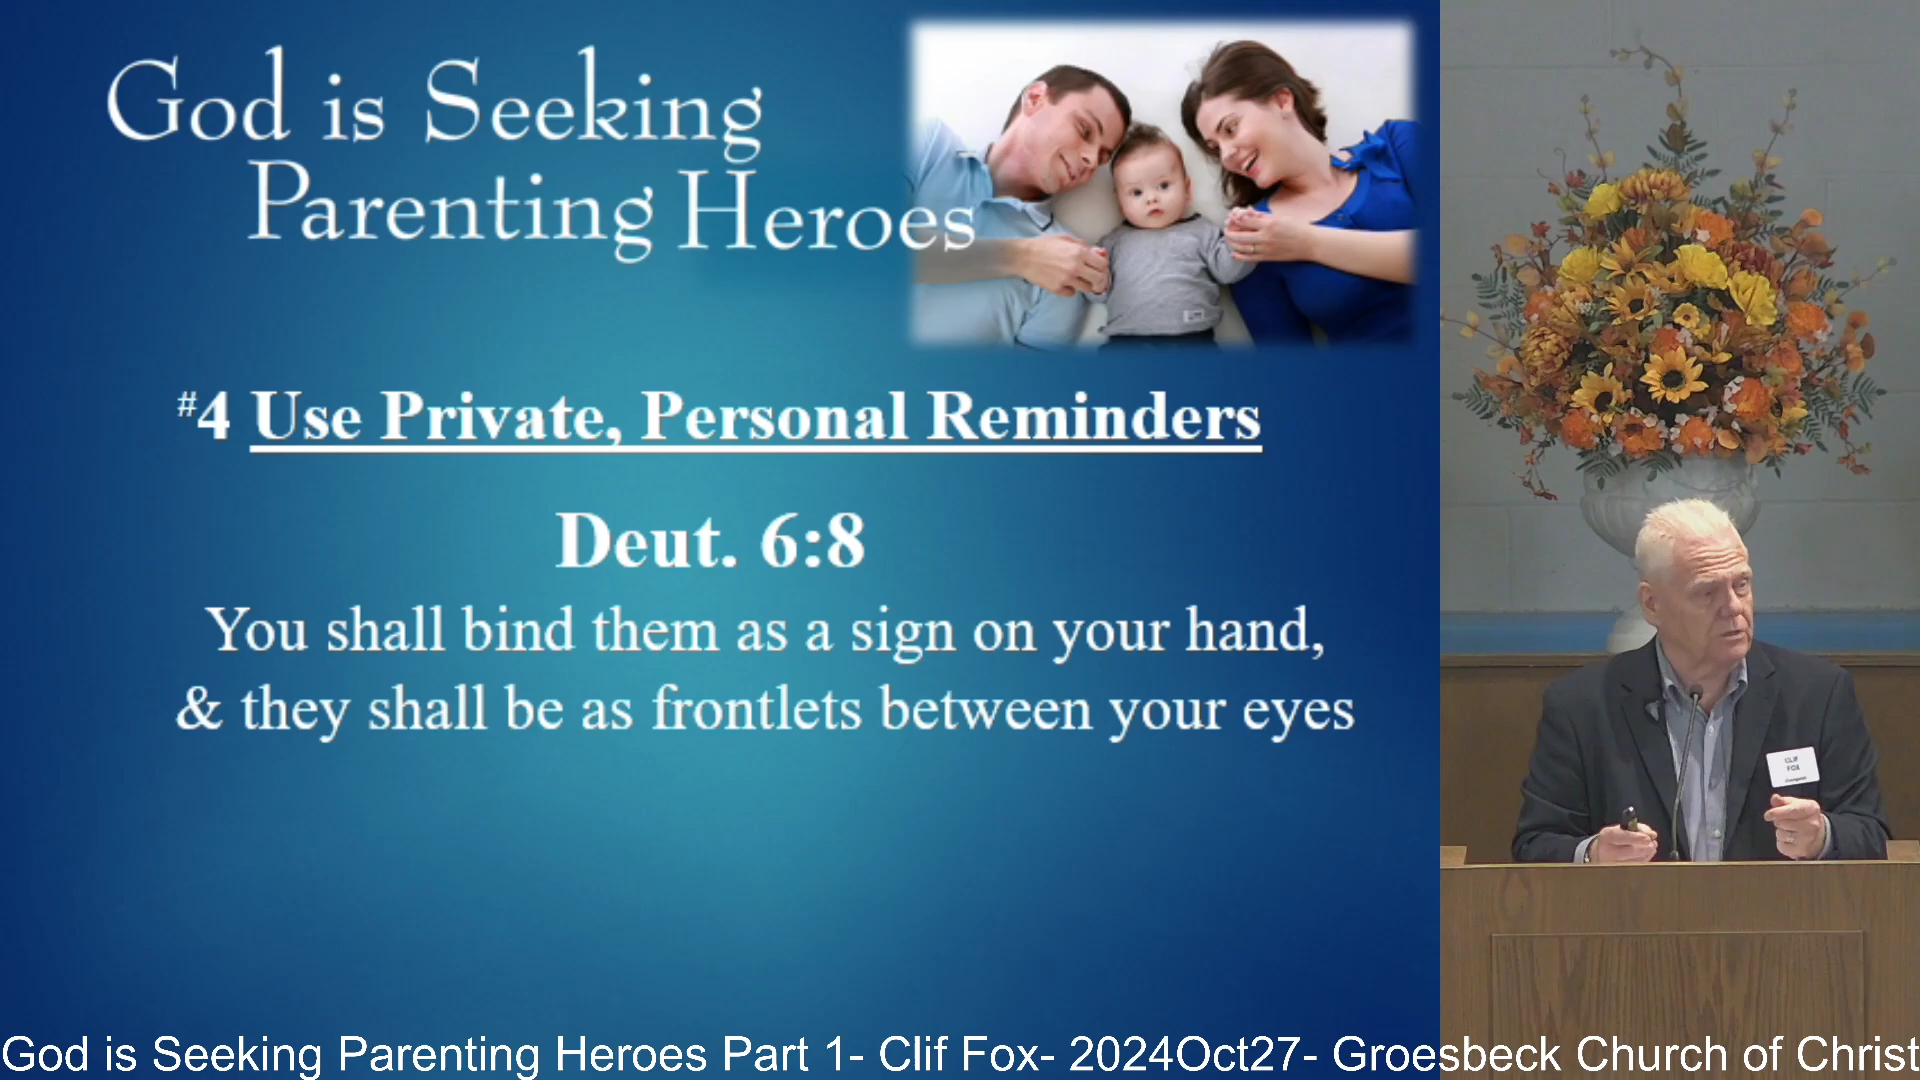 God is Seeking
Parenting Heroes
#4 Use Private, Personal Reminders
Deut. 6:8
You shall bind them as a sign on your hand,
& they shall be as frontlets between your eyes
CLIF
FOX
God is Seeking Parenting Heroes Part 1- Clif Fox- 2024Oct27- Groesbeck Church of Christ